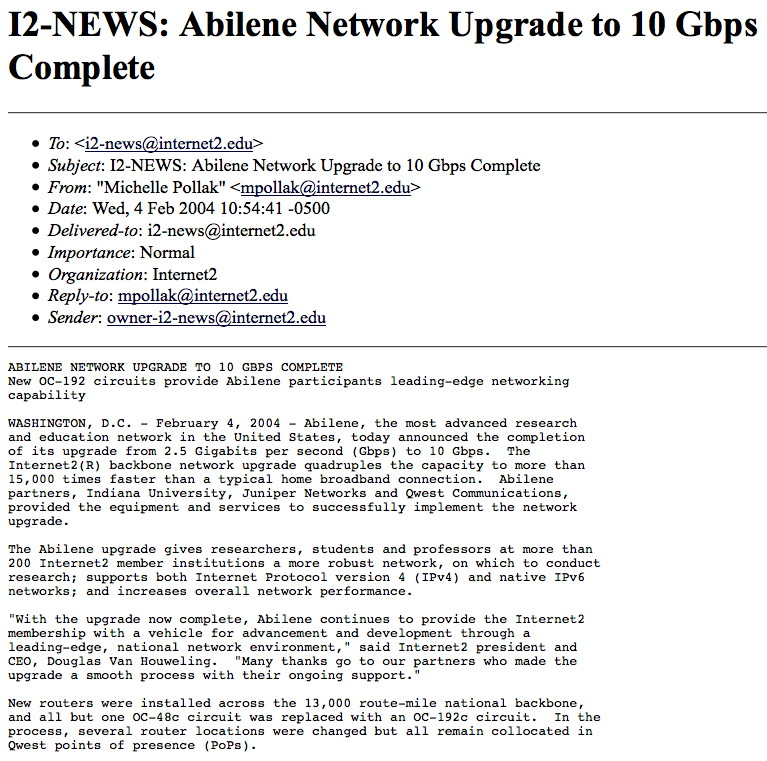 I2-NEWS: Abilene Network Upgrade to 10 Gbps
Complete
To: <i2-news@internet2.edu>
Subject: I2-NEWS: Abilene Network Upgrade to 10 Gbps Complete
From: "Michelle Pollak" <mpollak@internet2.edu>
Date: Wed, 4 Feb 2004 10:54:41 -0500
Delivered-to: i2-news@internet2.edu
Importance: Normal
Organization: Internet2
Reply-to: mpollak@internet2.edu
Sender: owner-i2-news@internet2.edu
ABILENE NETWORK UPGRADE TO 10 GBPS COMPLETE
New OC-192 circuits provide Abilene participants leading-edge networking
capability
WASHINGTON, D.C. - February 4, 2004 - Abilene, the most advanced research
and education network in the United States, today announced the completion
of its upgrade from 2.5 Gigabits per second (Gbps) to 10 Gbps.  The
Internet2(R) backbone network upgrade quadruples the capacity to more than
15,000 times faster than a typical home broadband connection.  Abilene
partners, Indiana University, Juniper Networks and Qwest Communications,
provided the equipment and services to successfully implement the network
upgrade.
The Abilene upgrade gives researchers, students and professors at more than
200 Internet2 member institutions a more robust network, on which to conduct
research; supports both Internet Protocol version 4 (IPv4) and native IPv6
networks; and increases overall network performance.
"With the upgrade now complete, Abilene continues to provide the Internet2
membership with a vehicle for advancement and development through a
leading-edge, national network environment," said Internet2 president and
CEO, Douglas Van Houweling.  "Many thanks go to our partners who made the
upgrade a smooth process with their ongoing support."
New routers were installed across the 13,000 route-mile national backbone,
and all but one OC-48c circuit was replaced with an OC-192c circuit.  In the
process, several router locations were changed but all remain collocated in
Qwest points of presence (PoPs).